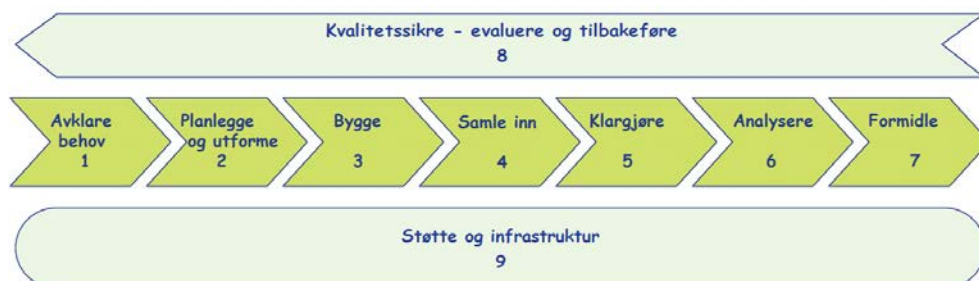 Kvalitetssikre - evaluere og tilbakeføre
8
Avklare
behov
1
Planlegge
og utforme
2
Bygge
3
Samle inn
4
Klargjøre
5
Analysere
6
Formidle
7
Støtte og infrastruktur
9